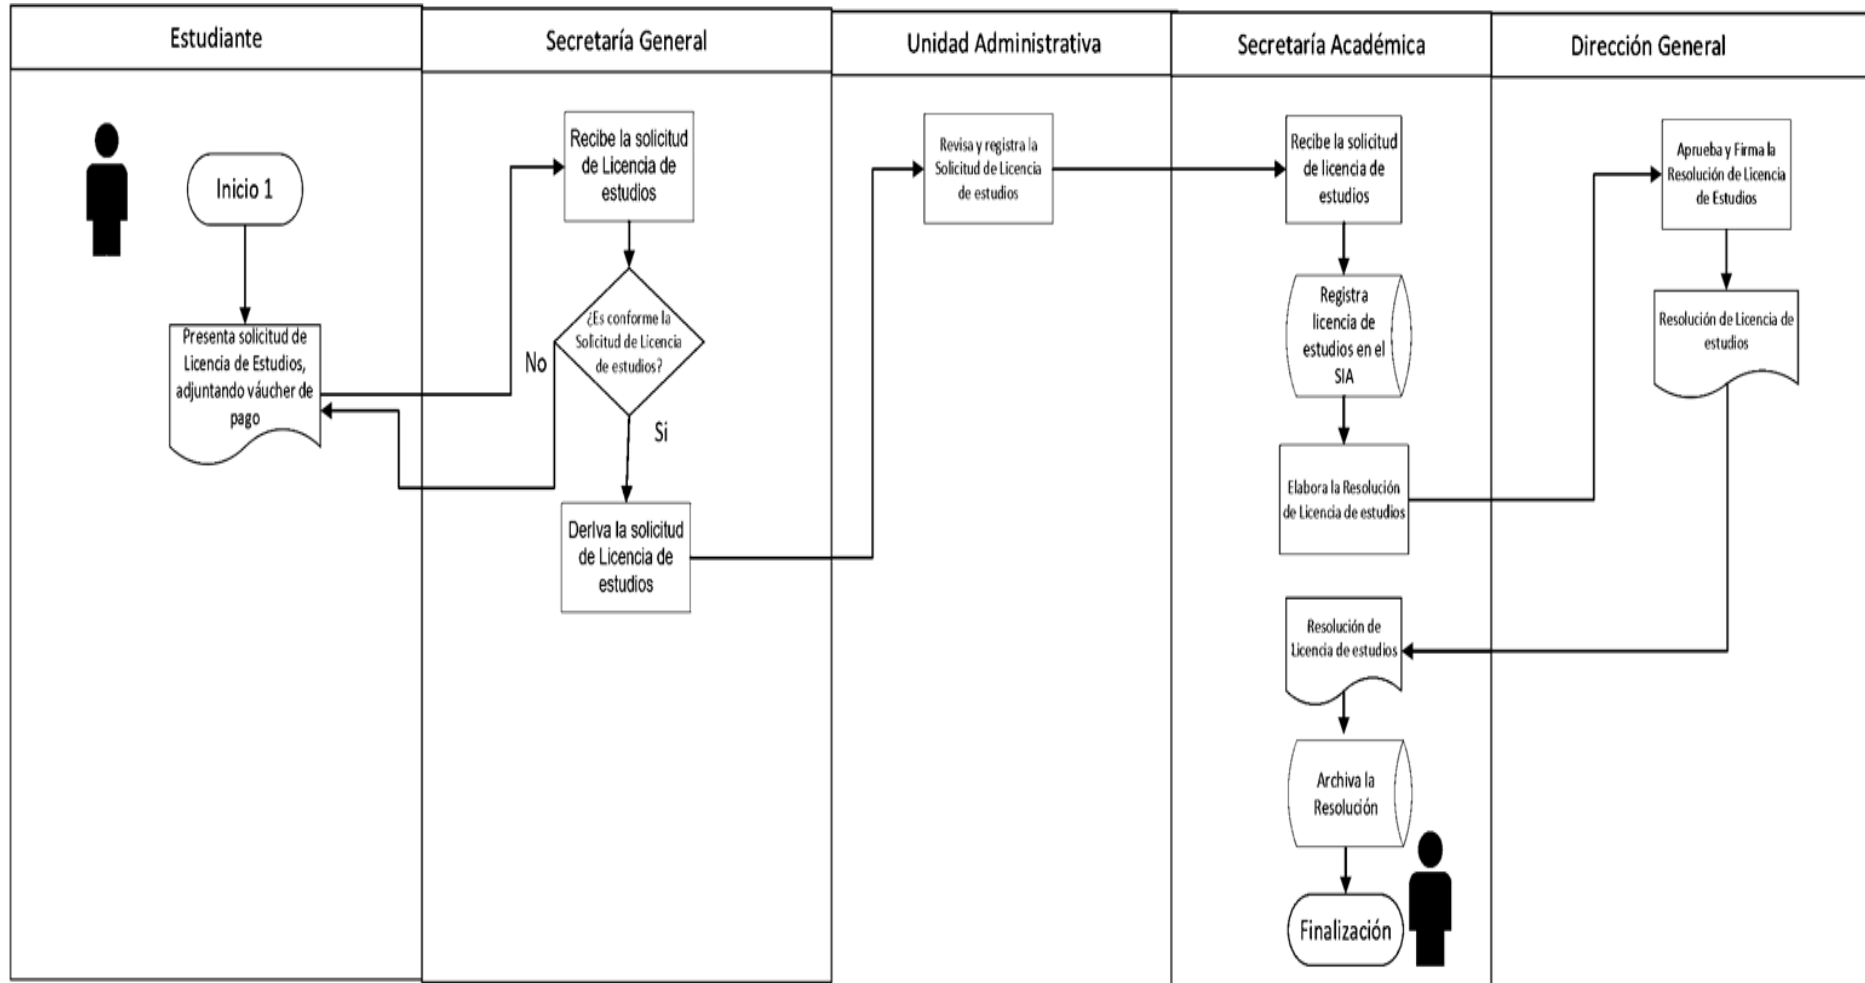 Estudiante
Secretaría General
Unidad Administrativa
Secretaría Académica
Dirección General
Inicio 1
Presenta solicitud de
Licencia de Estudios,
adjuntando váucher de
pago
Recibe la solicitud
de Licencia de
estudios
¿Es conforme la
Solicitud de Licencia
de estudios?
No
Si
Deriva la solicitud
de Licencia de
estudios
Revisa y registra la
Solicitud de Licencia
de estudios
Recibe la solicitud
de licencia de
estudios
Registra
licencia de
estudios en el
SIA
Elabora la Resolución
de Licencia de estudios
Aprueba y Firma la
Resolución de Licencia
de Estudios
Resolución de Licencia de
estudios
Resolución de
Licencia de estudios
Archiva la
Resolución
Finalización